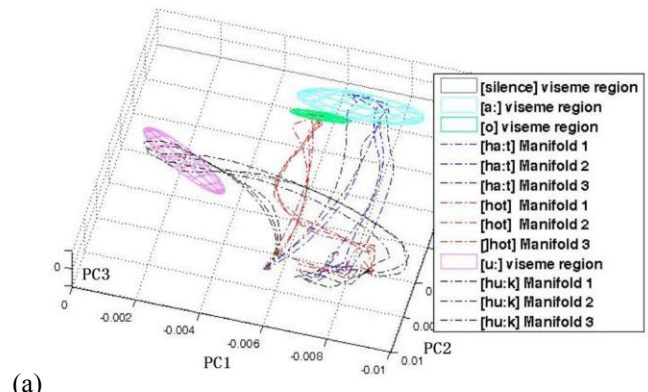 [silence] viseme region
[a:] viseme region
[o] viseme region
[ha:t] Manifold 1
[ha:t] Manifold 2
[ha:t] Manifold 3
[hot] Manifold 1
[hot] Manifold 2
[]hot] Manifold 3
[u:] viseme region
[hu:k] Manifold 1
[hu:k] Manifold 2
[hu:k] Manifold 3
0
PC3
0
-0.002
-0.004
-0.006
-0.008
-0.01
0.01
PC1
PC2
(a)